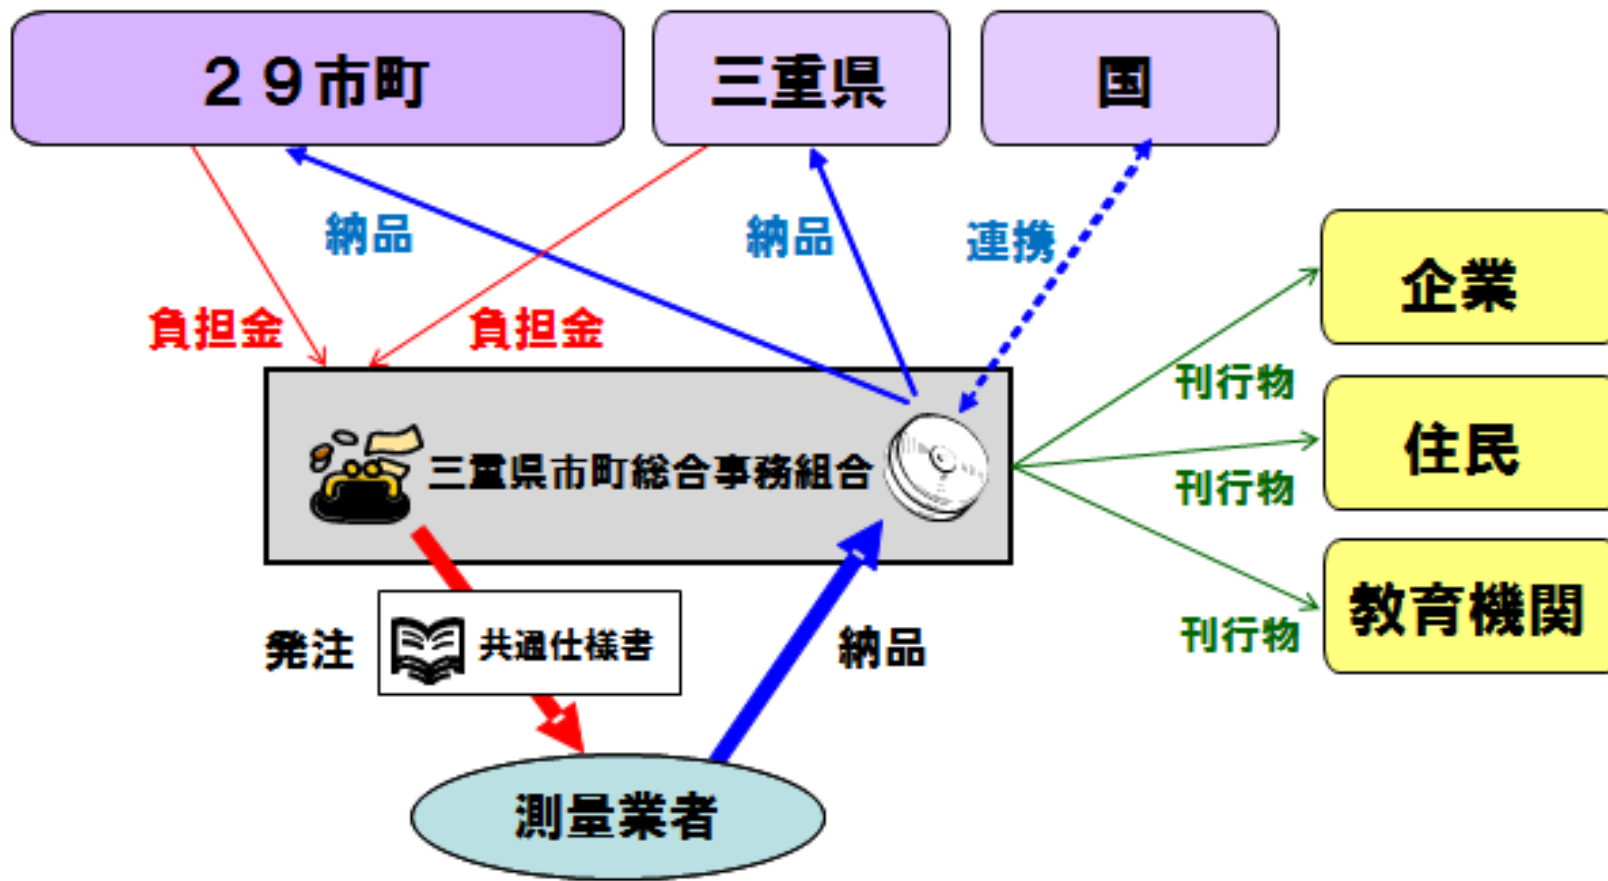 ２９市町
三重県
国
納品
納品
連携
負担金
負担金
企業
刊行物
住民
刊行物
教育機関
刊行物
三重県市町総合事務組合
発注
共通仕様書
納品
測量業者